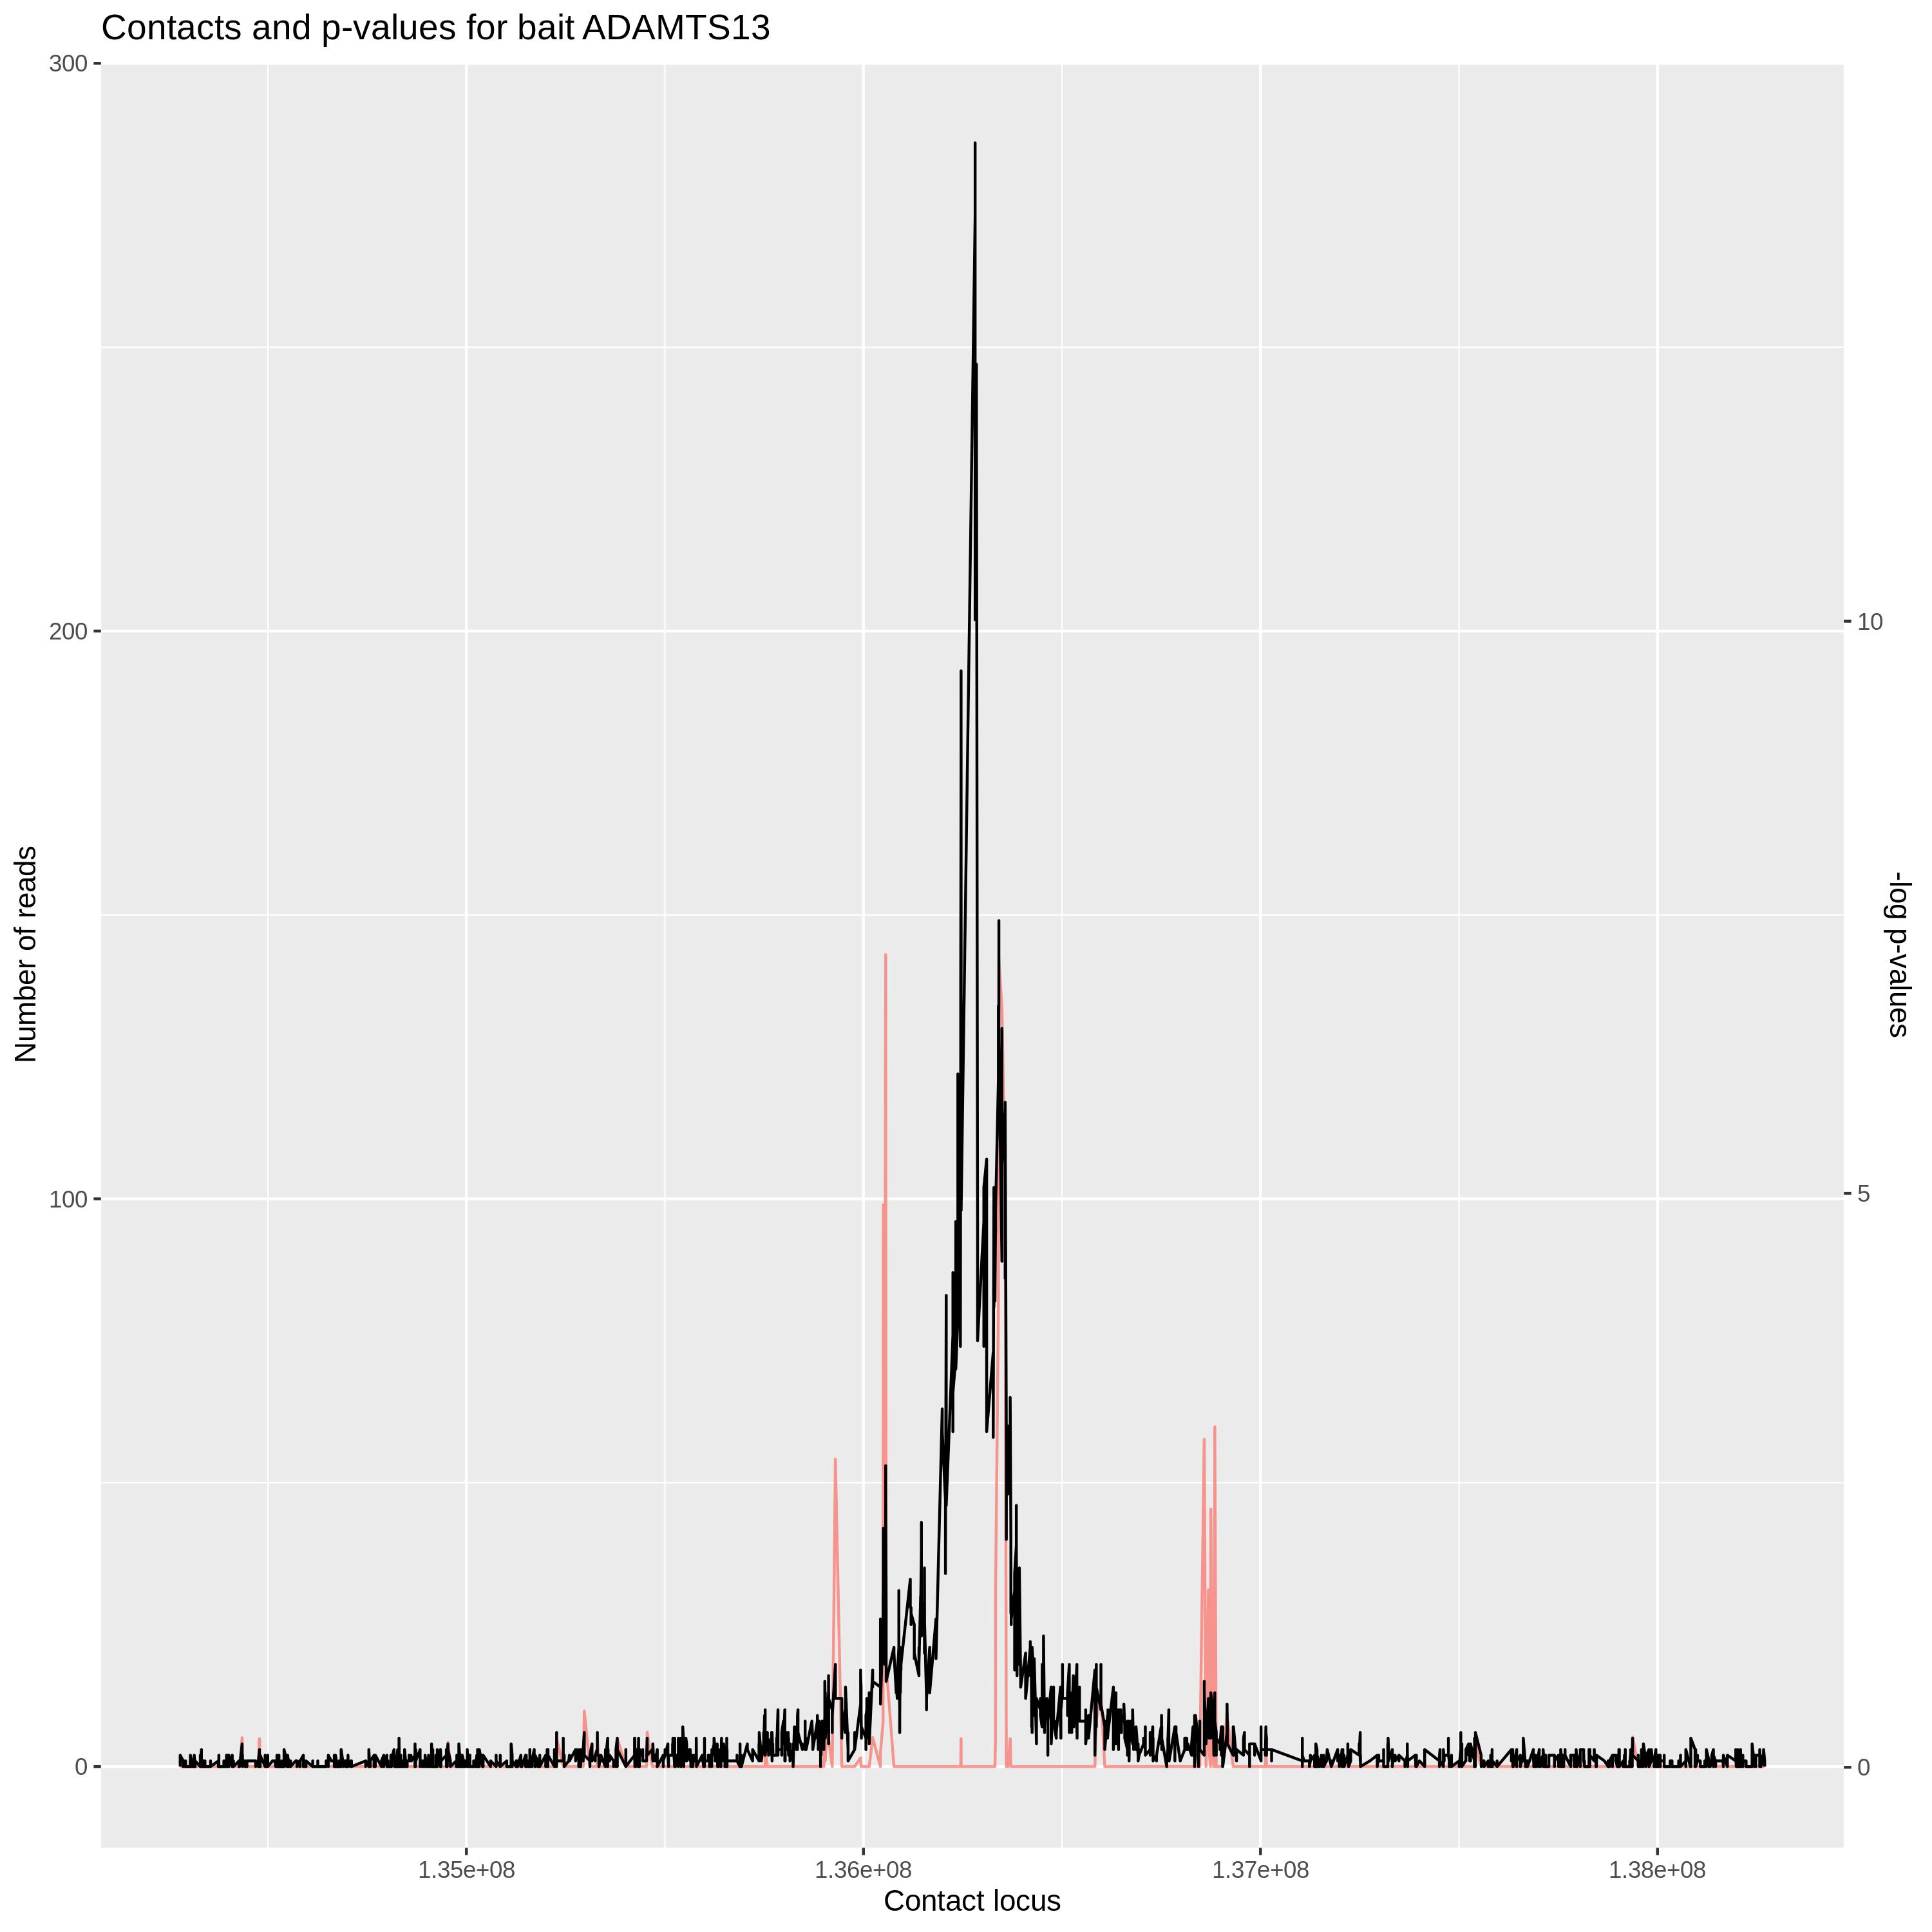 Contacts and p-values for bait ADAMTS13
300
200
100
0
Number of reads
10
5
0
-log p-values
1.35e+08
1.36e+08
1.37e+08
1.38e+08
Contact locus